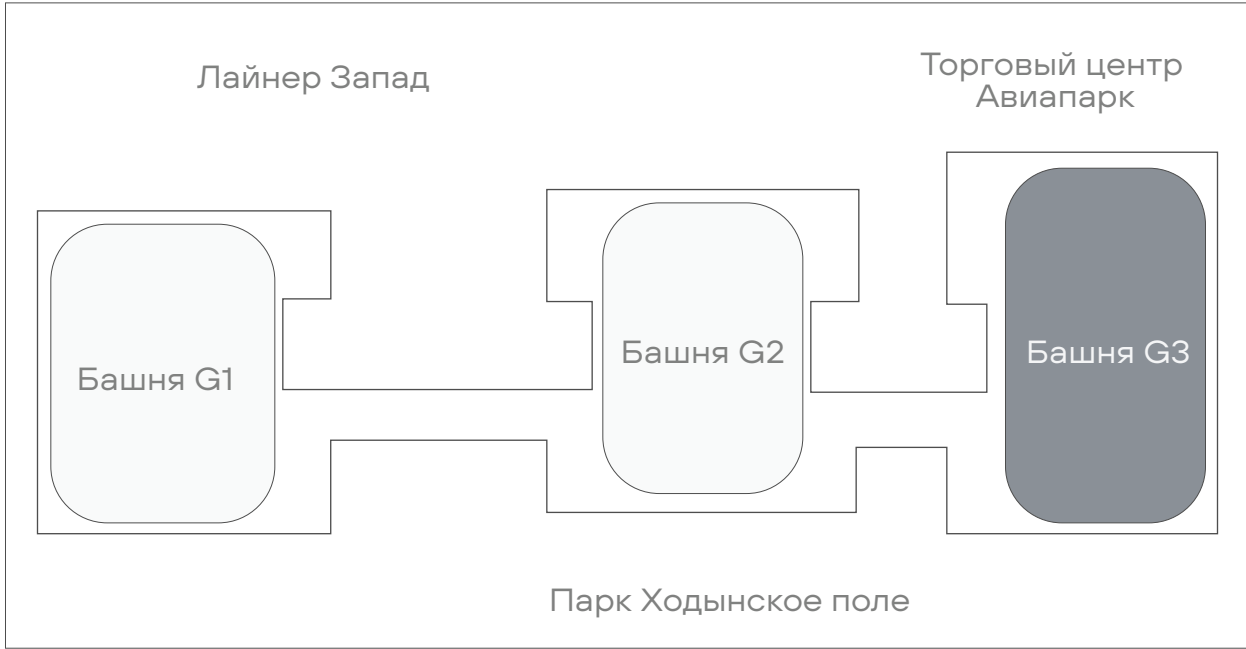 Лайнер Запад
Торговый центр
Авиапарк
Башня G1
Башня G2
Башня G3
Парк Ходынское поле